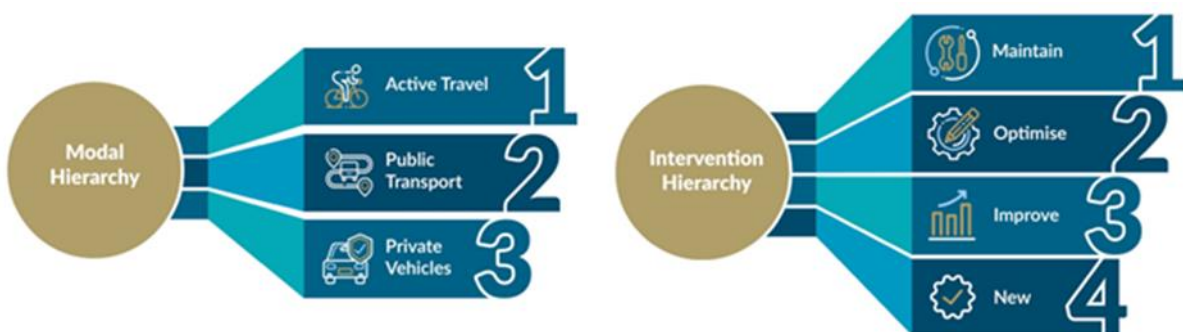 Modal
Hierarchy
Active Travel
1
Public
Transport
2
Private
Vehicles
3
Intervention
Hierarchy
Maintain
1
Optimise
2
Improve
3
New
4